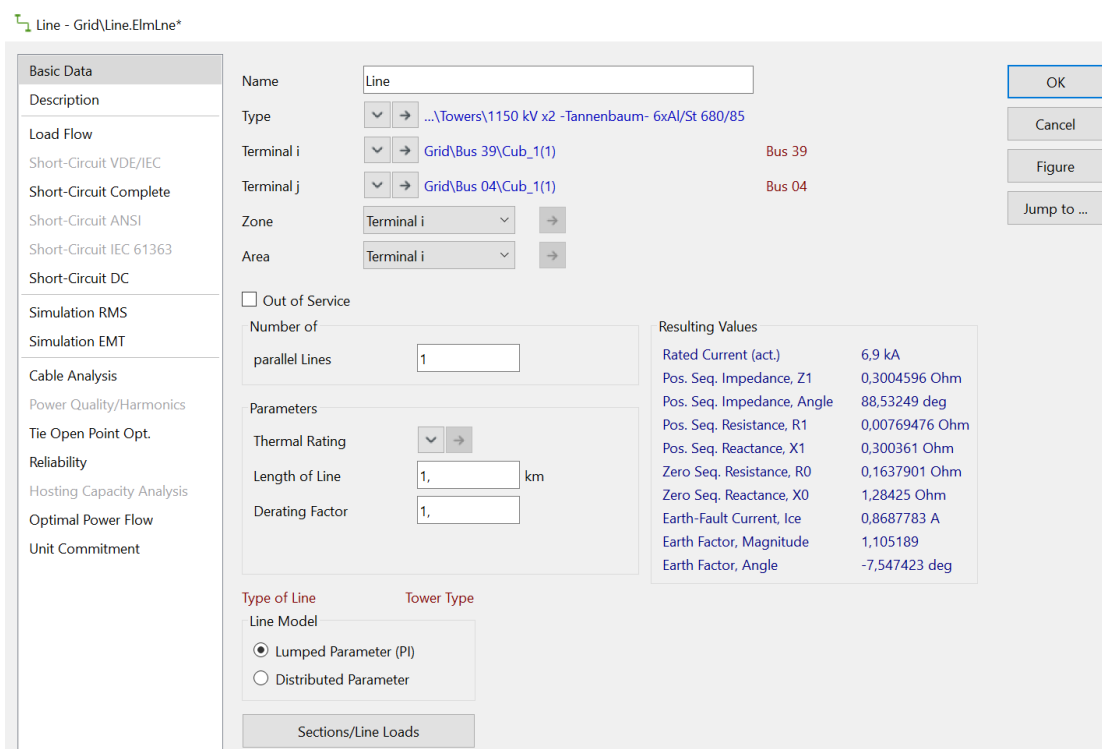 Line - Grid\Line.ElmLne*
Basic Data
Description
Load Flow
Short-Circuit VDE/IEC
Short-Circuit Complete
Short-Circuit ANSI
Short-Circuit IEC 61363
Short-Circuit DC
Simulation RMS
Simulation EMT
Cable Analysis
Power Quality/Harmonics
Tie Open Point Opt.
Reliability
Hosting Capacity Analysis
Optimal Power Flow
Unit Commitment
Name Line
Type ...\Towers\1150 kV x2 -Tannenbaum- 6xAl/St 680/85
Terminal i Grid\Bus 39\Cub_1(1) Bus 39
Terminal j Grid\Bus 04\Cub_1(1) Bus 04
Zone Terminal i
Area Terminal i
Out of Service
Number of
parallel Lines 1
Parameters
Thermal Rating
Length of Line 1, km
Derating Factor 1,
Resulting Values
Rated Current (act.) 6,9 kA
Pos. Seq. Impedance, Z1 0,3004596 Ohm
Pos. Seq. Impedance, Angle 88,53249 deg
Pos. Seq. Resistance, R1 0,00769476 Ohm
Pos. Seq. Reactance, X1 0,300361 Ohm
Zero Seq. Resistance, R0 0,1637901 Ohm
Zero Seq. Reactance, X0 1,28425 Ohm
Earth-Fault Current, Ice 0,8687783 A
Earth Factor, Magnitude 1,105189
Earth Factor, Angle -7,547423 deg
Type of Line Tower Type
Line Model
Lumped Parameter (PI)
Distributed Parameter
Sections/Line Loads
OK
Cancel
Figure
Jump to ...